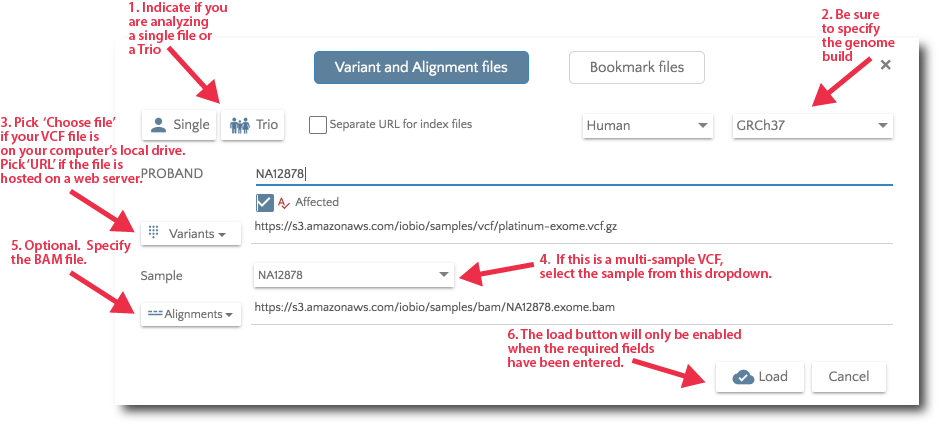 1. Indicate if you
are analyzing
a single file or
a Trio
2. Be sure
to specify
the genome
build
Variant and Alignment files
Bookmark files
×
3. Pick ‘Choose file’
if your VCF file is
on your computer's local drive.
Pick ‘URL’ if the file is
hosted on a web server.
Single
Trio
Separate URL for index files
Human
GRCh37
PROBAND
NA12878
Affected
Variants
https://s3.amazonaws.com/iobio/samples/vcf/platinum-exome.vcf.gz
5. Optional. Specify
the BAM file.
Sample
NA12878
4. If this is a multi-sample VCF,
select the sample from this dropdown.
Alignments
https://s3.amazonaws.com/iobio/samples/bam/NA12878.exome.bam
6. The load button will only be enabled
when the required fields
have been entered.
Load
Cancel